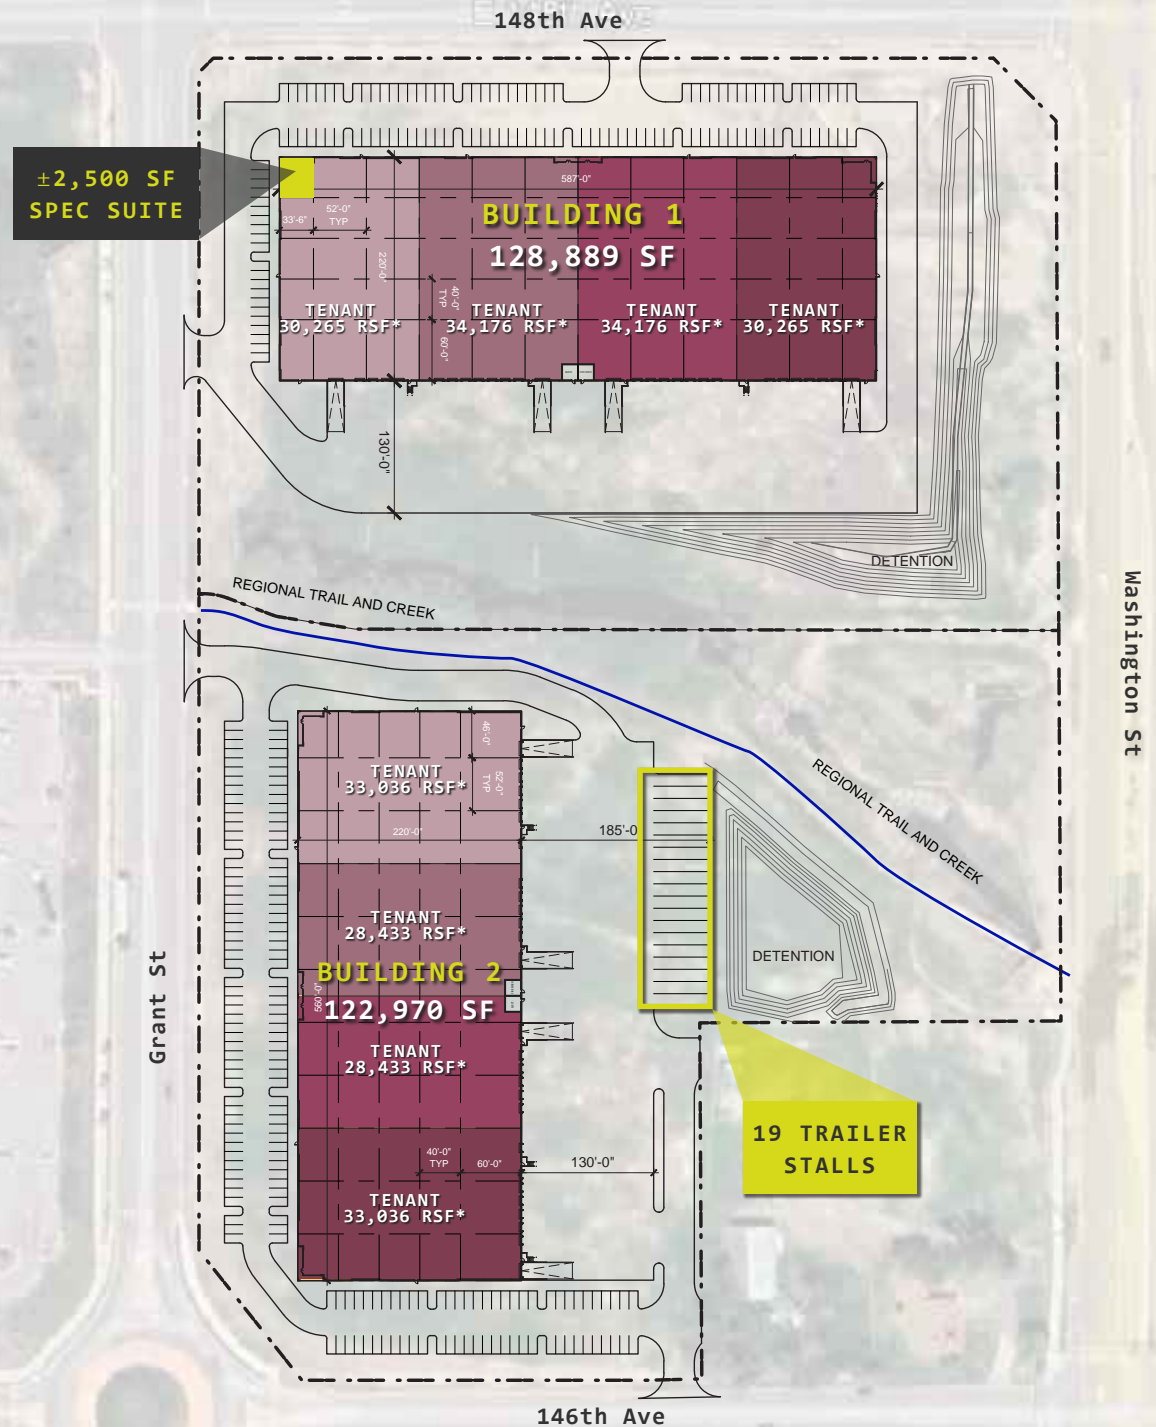 148th Ave
±2,500 SF
SPEC SUITE
587'-0"
33'-6"
52'-0"
TYP
BUILDING 1
128,889 SF
220'-0"
40'-0"
TYP
60'-0"
TENANT
30,265 RSF*
TENANT
34,176 RSF*
TENANT
34,176 RSF*
TENANT
30,265 RSF*
130'-0"
DETENTION
REGIONAL TRAIL AND CREEK
Washington St
46'-0"
52'-0"
TYP
TENANT
33,036 RSF*
220'-0"
185'-0
REGIONAL TRAIL AND CREEK
TENANT
28,433 RSF*
DETENTION
BUILDING 2
560'-0"
122,970 SF
Grant St
TENANT
28,433 RSF*
19 TRAILER
STALLS
40'-0"
TYP
60'-0"
130'-0"
TENANT
33,036 RSF*
146th Ave